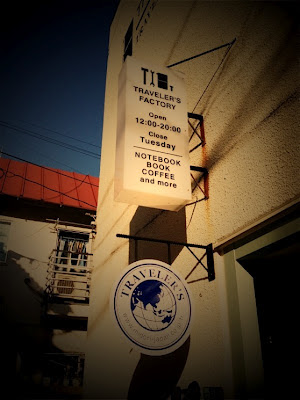 TRAVELER'S
FACTORY
Open
12:00-20:00
Close
Tuesday
NOTEBOOK
BOOK
COFFEE
and more
TRAVELER'S